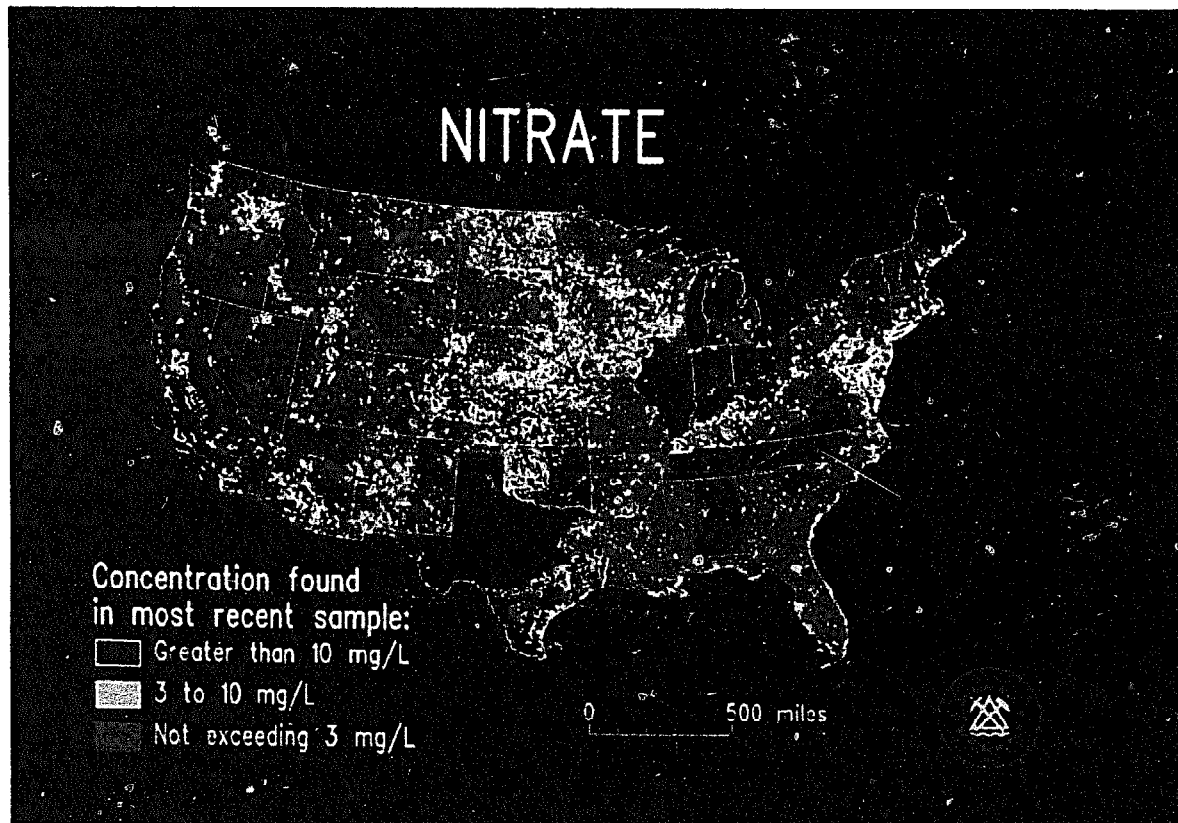 NITRATE
Concentration found
in most recent sample:
Greater than 10 mg/L
3 to 10 mg/L
Not exceeding 3 mg/L
0 500 miles